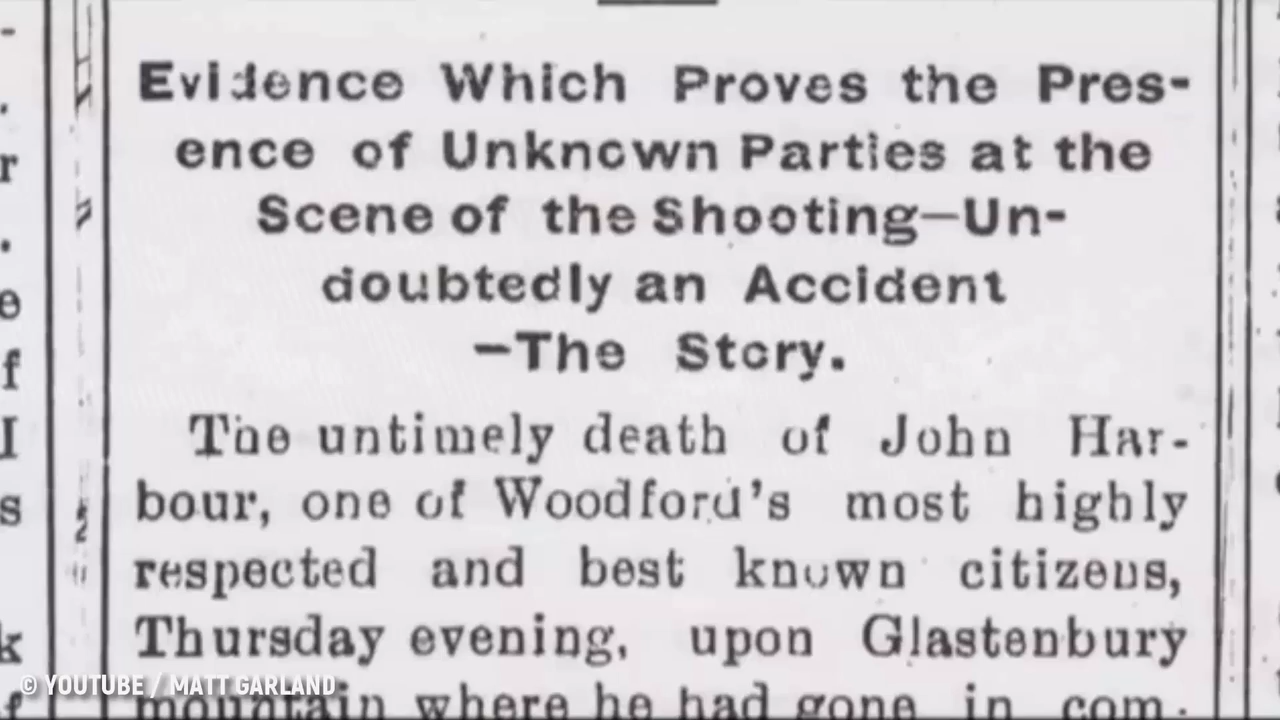 Evidence Which Proves the Pres-
ence of Unknown Parties at the
Scene of the Shooting—Un-
doubtedly an Accident
—The Story.
The untimely death of John Har-
bour, one of Woodford's most highly
respected and best known citizens,
Thursday evening, upon Glastenbury
mountain where he had gone in com-
© YOUTUBE / MATT GARLAND